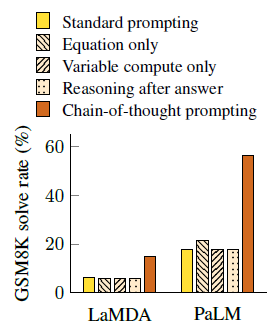 Standard prompting
Equation only
Variable compute only
Reasoning after answer
Chain-of-thought prompting
GSM8K solve rate (%)
60
40
20
0
LaMDA PaLM